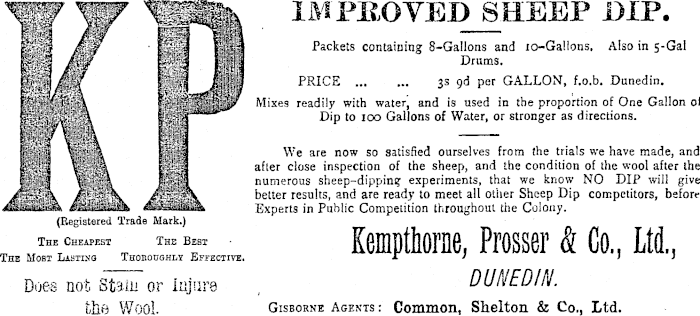 KP
(Registered Trade Mark.)
THE CHEAPEST THE BEST
THE MOST LASTING THOROUGHLY EFFECTIVE.
Does not Stain or Injure
the Wool.
IMPROVED SHEEP DIP.
Packets containing 8-Gallons and 10-Gallons. Also in 5-Gal
Drums.
PRICE ... ... 3s 9d per GALLON, f.o.b. Dunedin.
Mixes readily with water, and is used in the proportion of One Gallon of
Dip to 100 Gallons of Water, or stronger as directions.
We are now so satisfied ourselves from the trials we have made, and
after close inspection of the sheep, and the condition of the wool after the
numerous sheep-dipping experiments, that we know NO DIP will give
better results, and are ready to meet all other Sheep Dip competitors, before
Experts in Public Competition throughout the Colony.
Kempthorne, Prosser & Co., Ltd.,
DUNEDIN.
GISBORNE AGENTS: Common, Shelton & Co., Ltd.